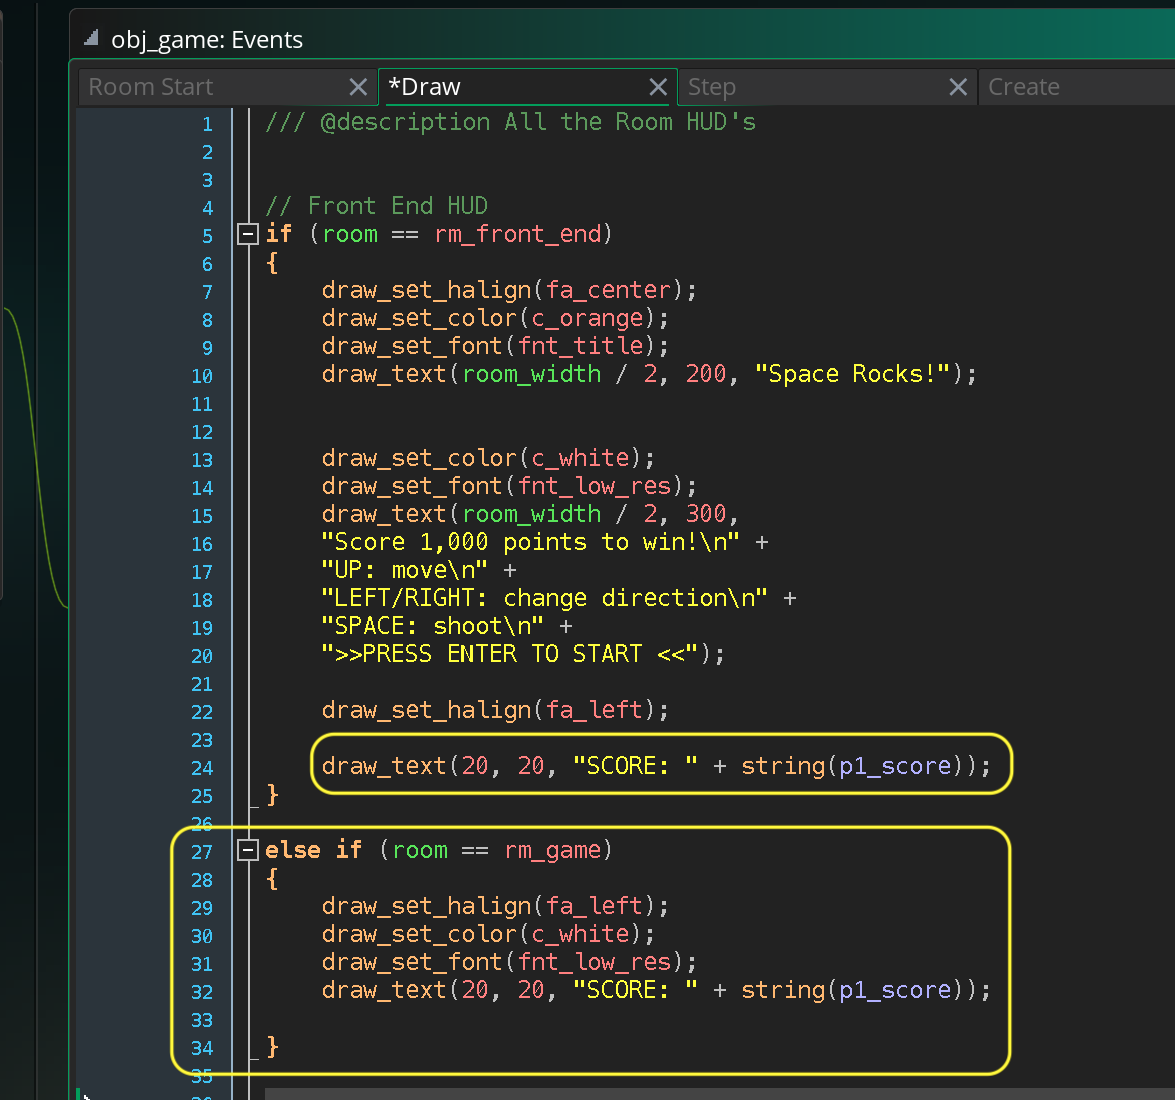 obj_game: Events
Room Start *Draw Step Create
1 /// @description All the Room HUD's
2
3
4 // Front End HUD
5 if (room == rm_front_end)
6 {
7 draw_set_halign(fa_center);
8 draw_set_color(c_orange);
9 draw_set_font(fnt_title);
10 draw_text(room_width / 2, 200, "Space Rocks!");
11
12
13 draw_set_color(c_white);
14 draw_set_font(fnt_low_res);
15 draw_text(room_width / 2, 300,
16 "Score 1,000 points to win!\n" +
17 "UP: move\n" +
18 "LEFT/RIGHT: change direction\n" +
19 "SPACE: shoot\n" +
20 ">>PRESS ENTER TO START <<");
21
22 draw_set_halign(fa_left);
23
24 draw_text(20, 20, "SCORE: " + string(p1_score));
25 }
26
27 else if (room == rm_game)
28 {
29 draw_set_halign(fa_left);
30 draw_set_color(c_white);
31 draw_set_font(fnt_low_res);
32 draw_text(20, 20, "SCORE: " + string(p1_score));
33
34 }
35